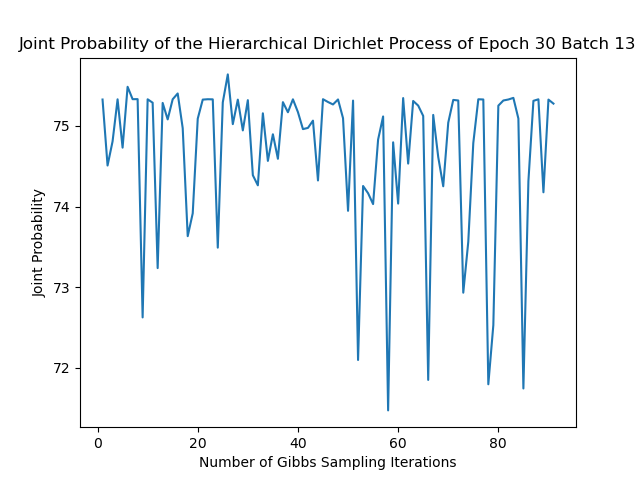 Joint Probability of the Hierarchical Dirichlet Process of Epoch 30 Batch 13
Joint Probability
75
74
73
72
0 20 40 60 80
Number of Gibbs Sampling Iterations